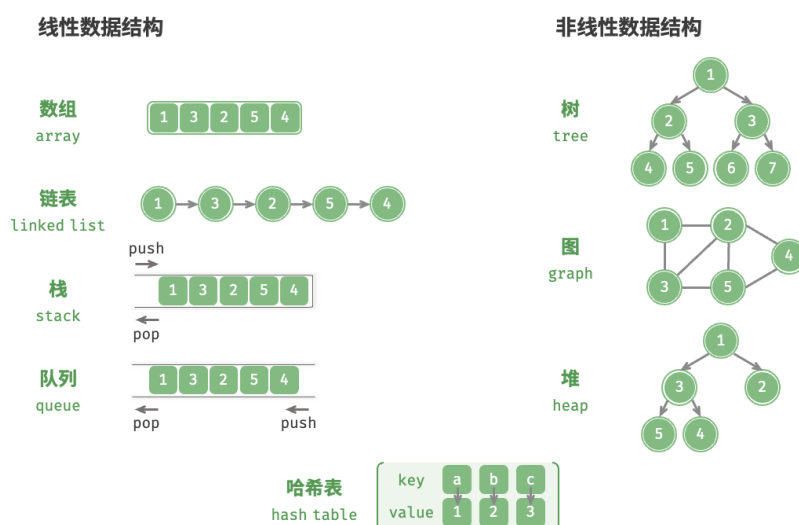 线性数据结构
数组
array
1 3 2 5 4
链表
linked list
1 3 2 5 4
栈
stack
push
1 3 2 5 4
pop
队列
queue
1 3 2 5 4
pop push
非线性数据结构
树
tree
1
2 3
4 5 6 7
图
graph
1 2
4
3 5
堆
heap
1
3 2
5 4
哈希表
hash table
key a b c
value 1 2 3